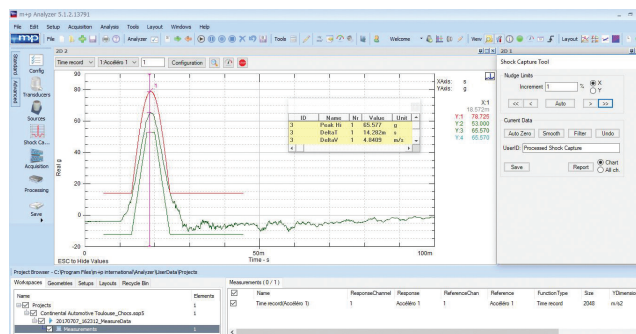 m+p Analyzer 5.1.2.13791
File Edit Setup Acquisition Analysis Tools Layout Windows View Help
mp File Analyzer Tools Welcome View Layout
2D 2
2D 1
Time record 1:Accéléro 1 1 Configuration
Standard
Advanced
Config
Transducers
Sources
Shock Ca...
Acquisition
Processing
Save
90
80
60
40
20
0
-20
Real g
0
50m
100m
Time - s
ESC to Hide Values
1
XAxis: s
YAxis: g
X:1
18.572m
Y:1 78.725
Y:2 53.000
Y:3 65.570
Y:4 65.570
ID Name Nr Value Unit
3 Peak Hi 1 65.577 g
3 DeltaT 1 14.282m s
3 DeltaV 1 4.8409 m/s
Shock Capture Tool
Nudge Limits
Increment 1 % X
Y
<< < Auto > >>
Current Data
Auto Zero Smooth Filter Undo
UserID: Processed Shock Capture
Save Report Chart
All ch.
Project Browser - C:\Program Files\m+p international\Analyzer\UserData\Projects
Workspaces Geometries Setups Layouts Recycle Bin
Name Elements
Projects 1
Continental Automotive Toulouse_Chocs.sop5 1
20170707_162312_MeasureData 1
Measurements 1
Measurements ( 0 / 1 )
Name ResponseChannel Response ReferenceChan Reference FunctionType Size YDimension
Time record(Accéléro 1) 1 Accéléro 1 1 Accéléro 1 Time record 2048 m/s2